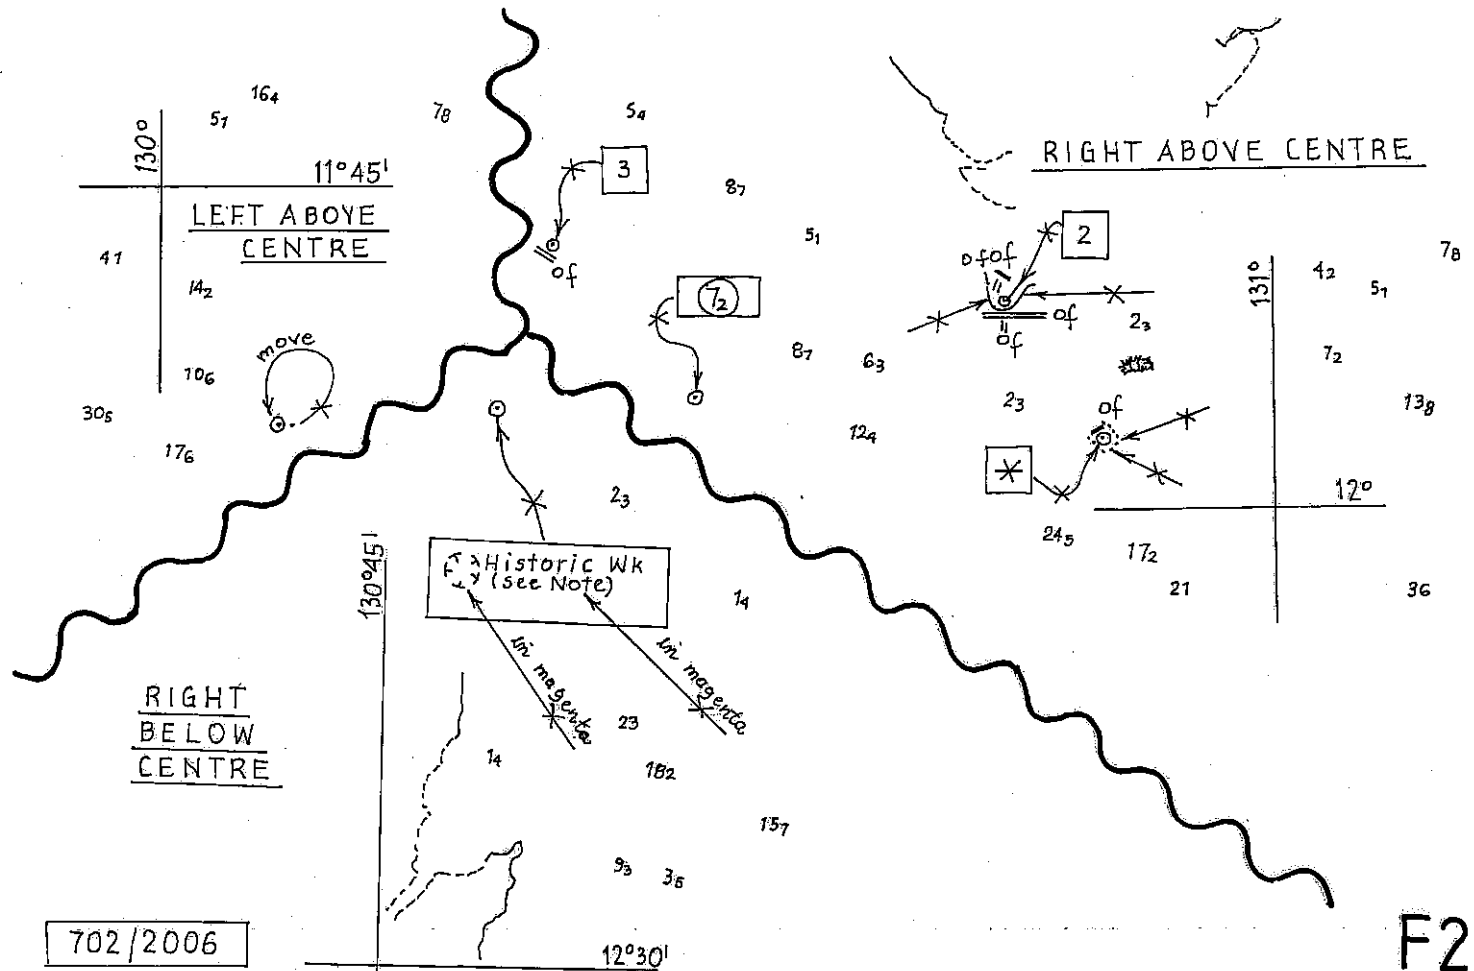 16₄
5₁
7₈
130°
11°45'
LEFT ABOVE
CENTRE
41
14₂
move
10₆
30₅
17₆
5₄
3
8₇
of
5₁
7₂
8₇
6₃
12₄
RIGHT ABOVE CENTRE
2
of of
of
of
2₃
2₃
of
131°
4₂
7₈
5₁
7₂
13₈
12°
24₅
17₂
21
36
2₃
130°45'
Historic Wk
(see Note)
in magenta
in magenta
1₄
23
1₄
18₂
15₇
9₃
3₅
RIGHT
BELOW
CENTRE
702/2006
12°30'
F2